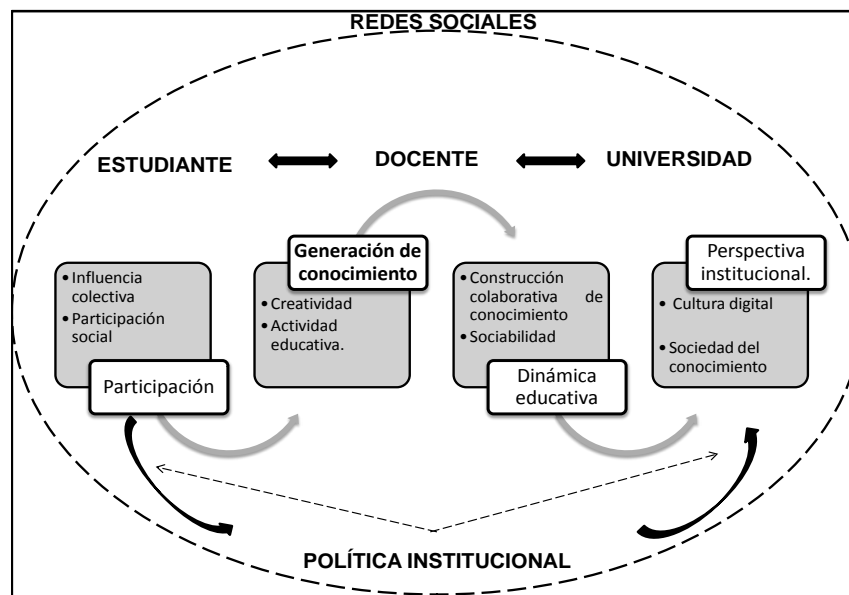 REDES SOCIALES
ESTUDIANTE
DOCENTE
UNIVERSIDAD
• Influencia
colectiva
• Participación
social
Participación
Generación de
conocimiento
• Creatividad
• Actividad
educativa.
• Construcción
colaborativa de
conocimiento
• Sociabilidad
Dinámica
educativa
Perspectiva
institucional.
• Cultura digital
• Sociedad del
conocimiento
POLÍTICA INSTITUCIONAL